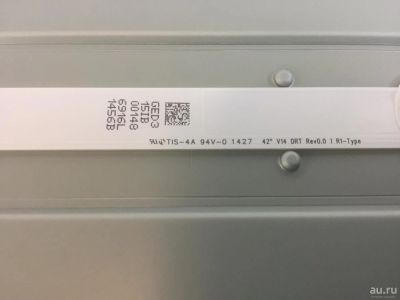 GED3
15IB
00148
6916L
1456B
TIS-4A 94V-0 1427 42" V14 DRT Rev0.0 1 R1-Type
au.ru